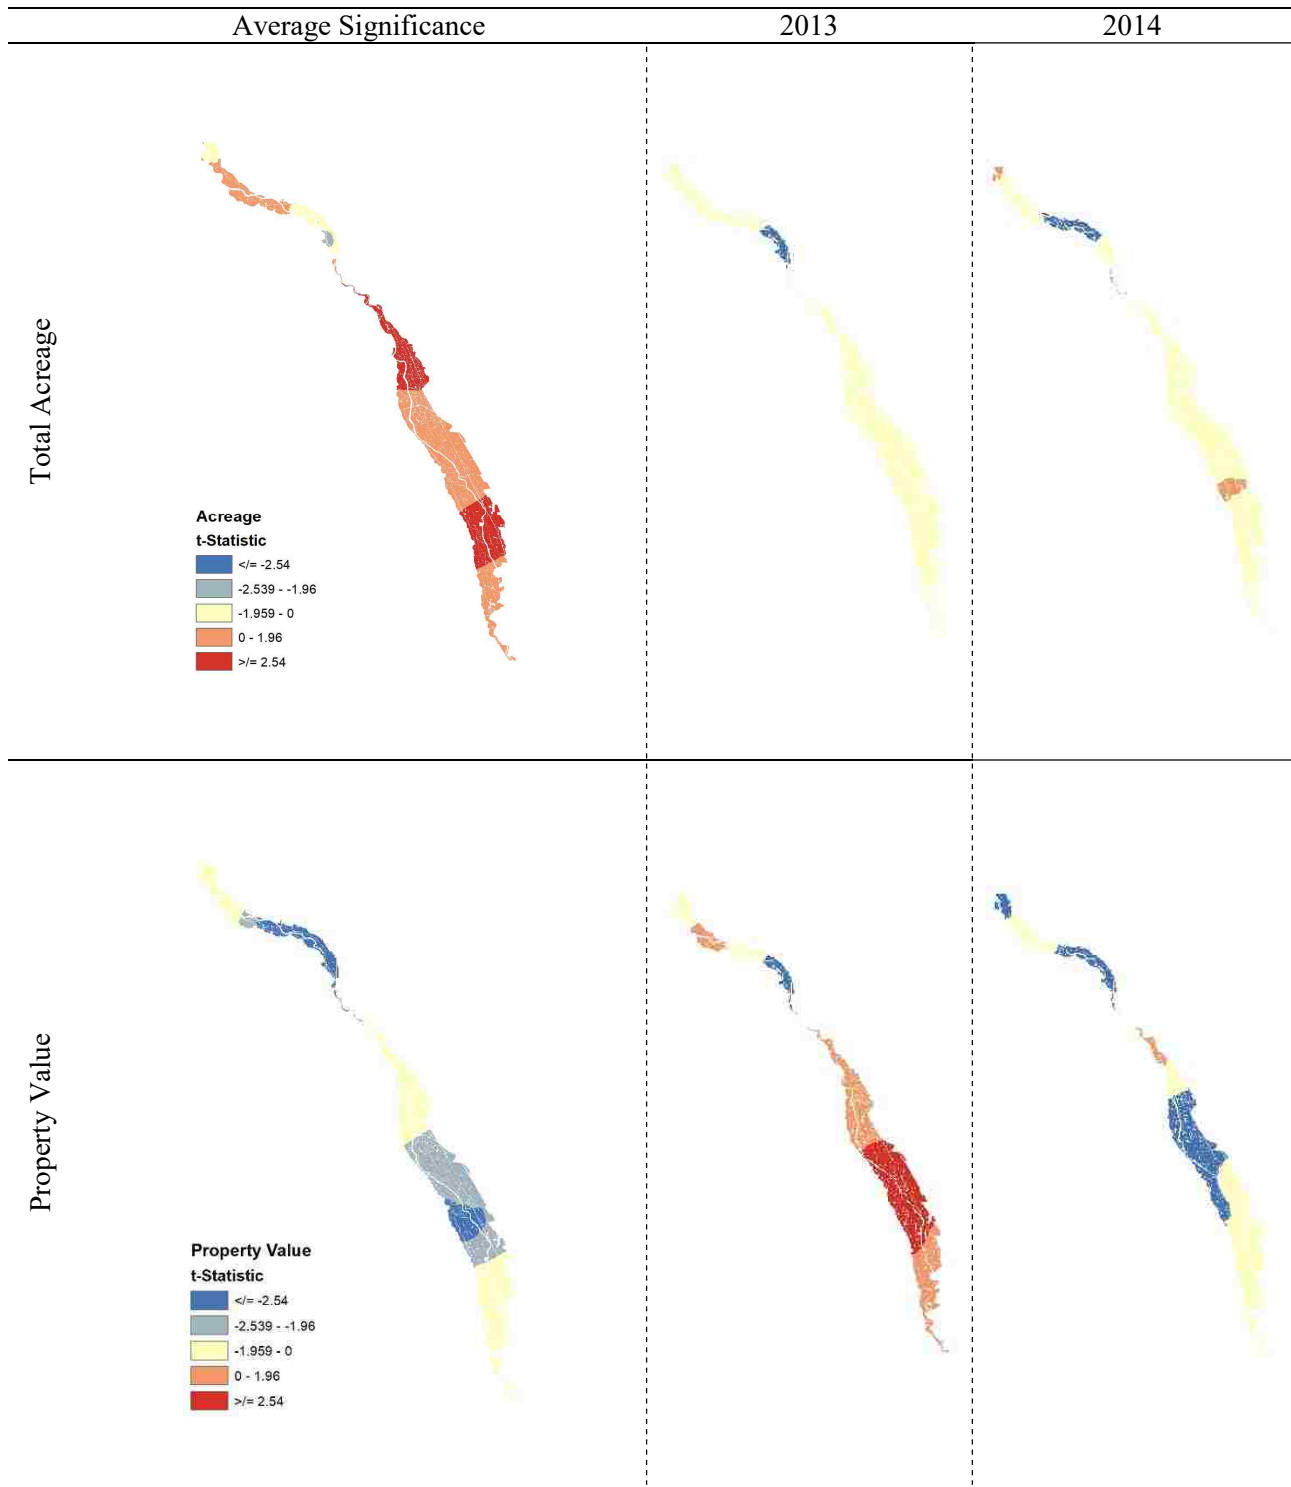 Average Significance
2013
2014
Total Acreage
Acreage
t-Statistic
</= -2.54
-2.539 - -1.96
-1.959 - 0
0 - 1.96
>/= 2.54
Property Value
Property Value
t-Statistic
</= -2.54
-2.539 - -1.96
-1.959 - 0
0 - 1.96
>/= 2.54